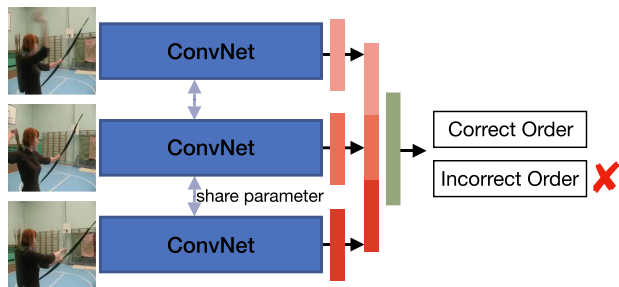 ConvNet
Correct Order
ConvNet
Incorrect Order
share parameter
ConvNet